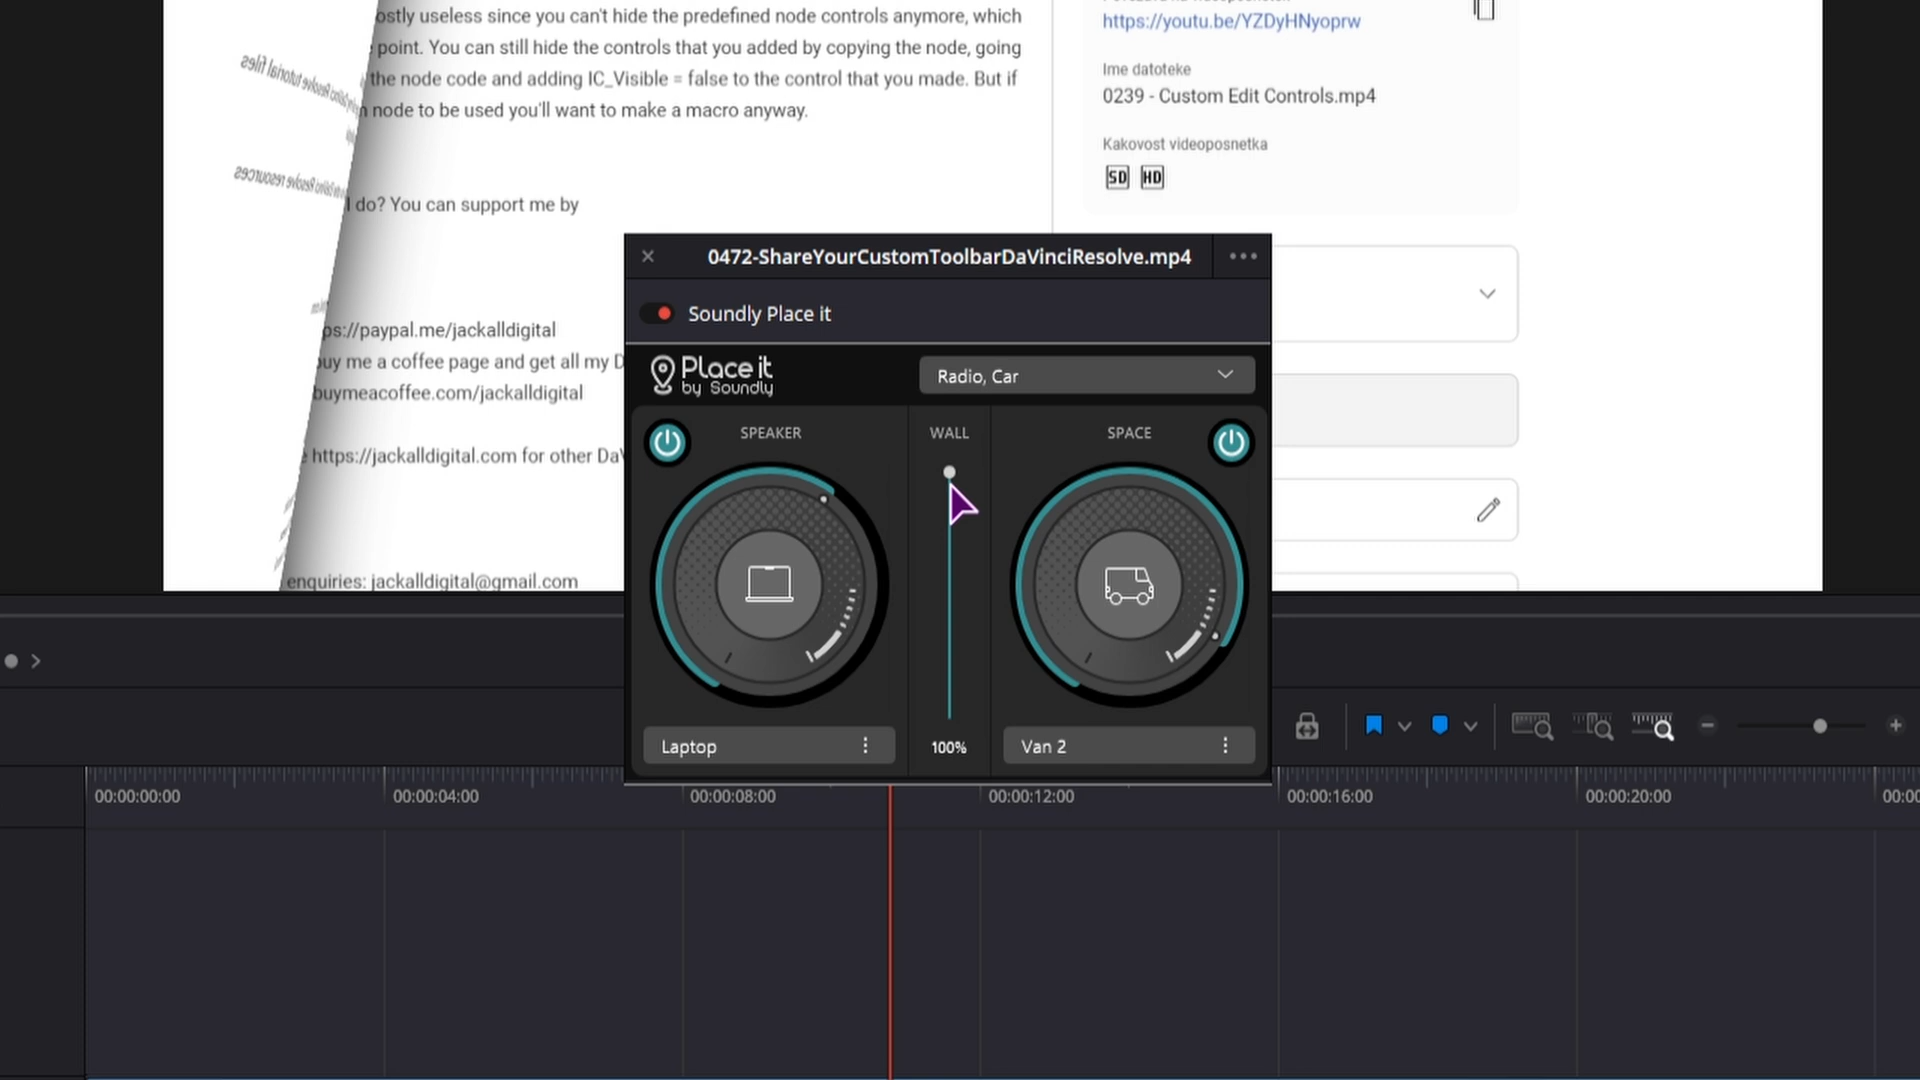 ostly useless since you can't hide the predefined node controls anymore, which
point. You can still hide the controls that you added by copying the node, going
the node code and adding IC_Visible = false to the control that you made. But if
node to be used you'll want to make a macro anyway.
do? You can support me by
ps://paypal.me/jackalldigital
buy me a coffee page and get all my D
buymeacoffee.com/jackalldigital
https://jackalldigital.com for other DaV
enquiries: jackalldigital@gmail.com
tutorial files
Resolve resources
https://youtu.be/YZDyHNyoprw
Ime datoteke
0239 - Custom Edit Controls.mp4
Kakovost videoposnetka
SD HD
0472-ShareYourCustomToolbarDaVinciResolve.mp4
Soundly Place it
Place it
by Soundly
Radio, Car
SPEAKER
WALL
SPACE
Laptop
100%
Van 2
00:00:00:00
00:00:04:00
00:00:08:00
00:00:12:00
00:00:16:00
00:00:20:00
00:00